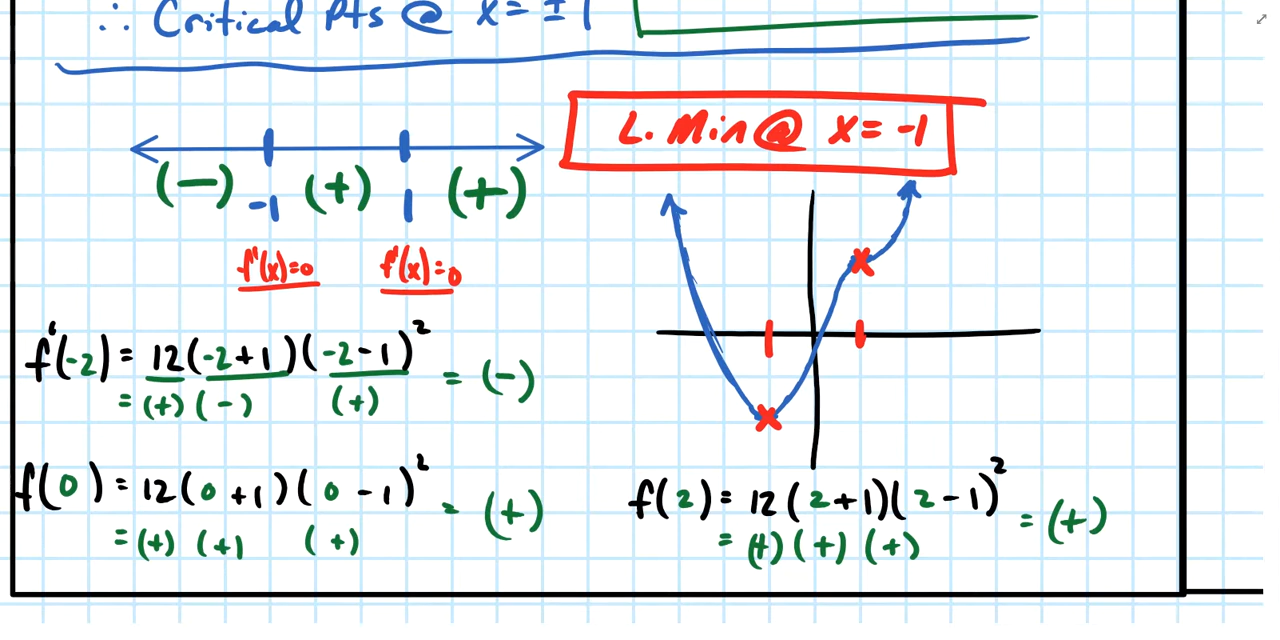 ∴ Critical Pts @ x = ± 1
L. Min @ x = -1
(-) -1 (+) 1 (+)
f'(x)=0 f'(x)=0
f'(-2) = 12(-2+1)(-2-1)² = (-)
= (+) (-) (+)
f(0) = 12(0+1)(0-1)² = (+)
= (+) (+) (+)
f(2) = 12(2+1)(2-1)² = (+)
= (+) (+) (+)